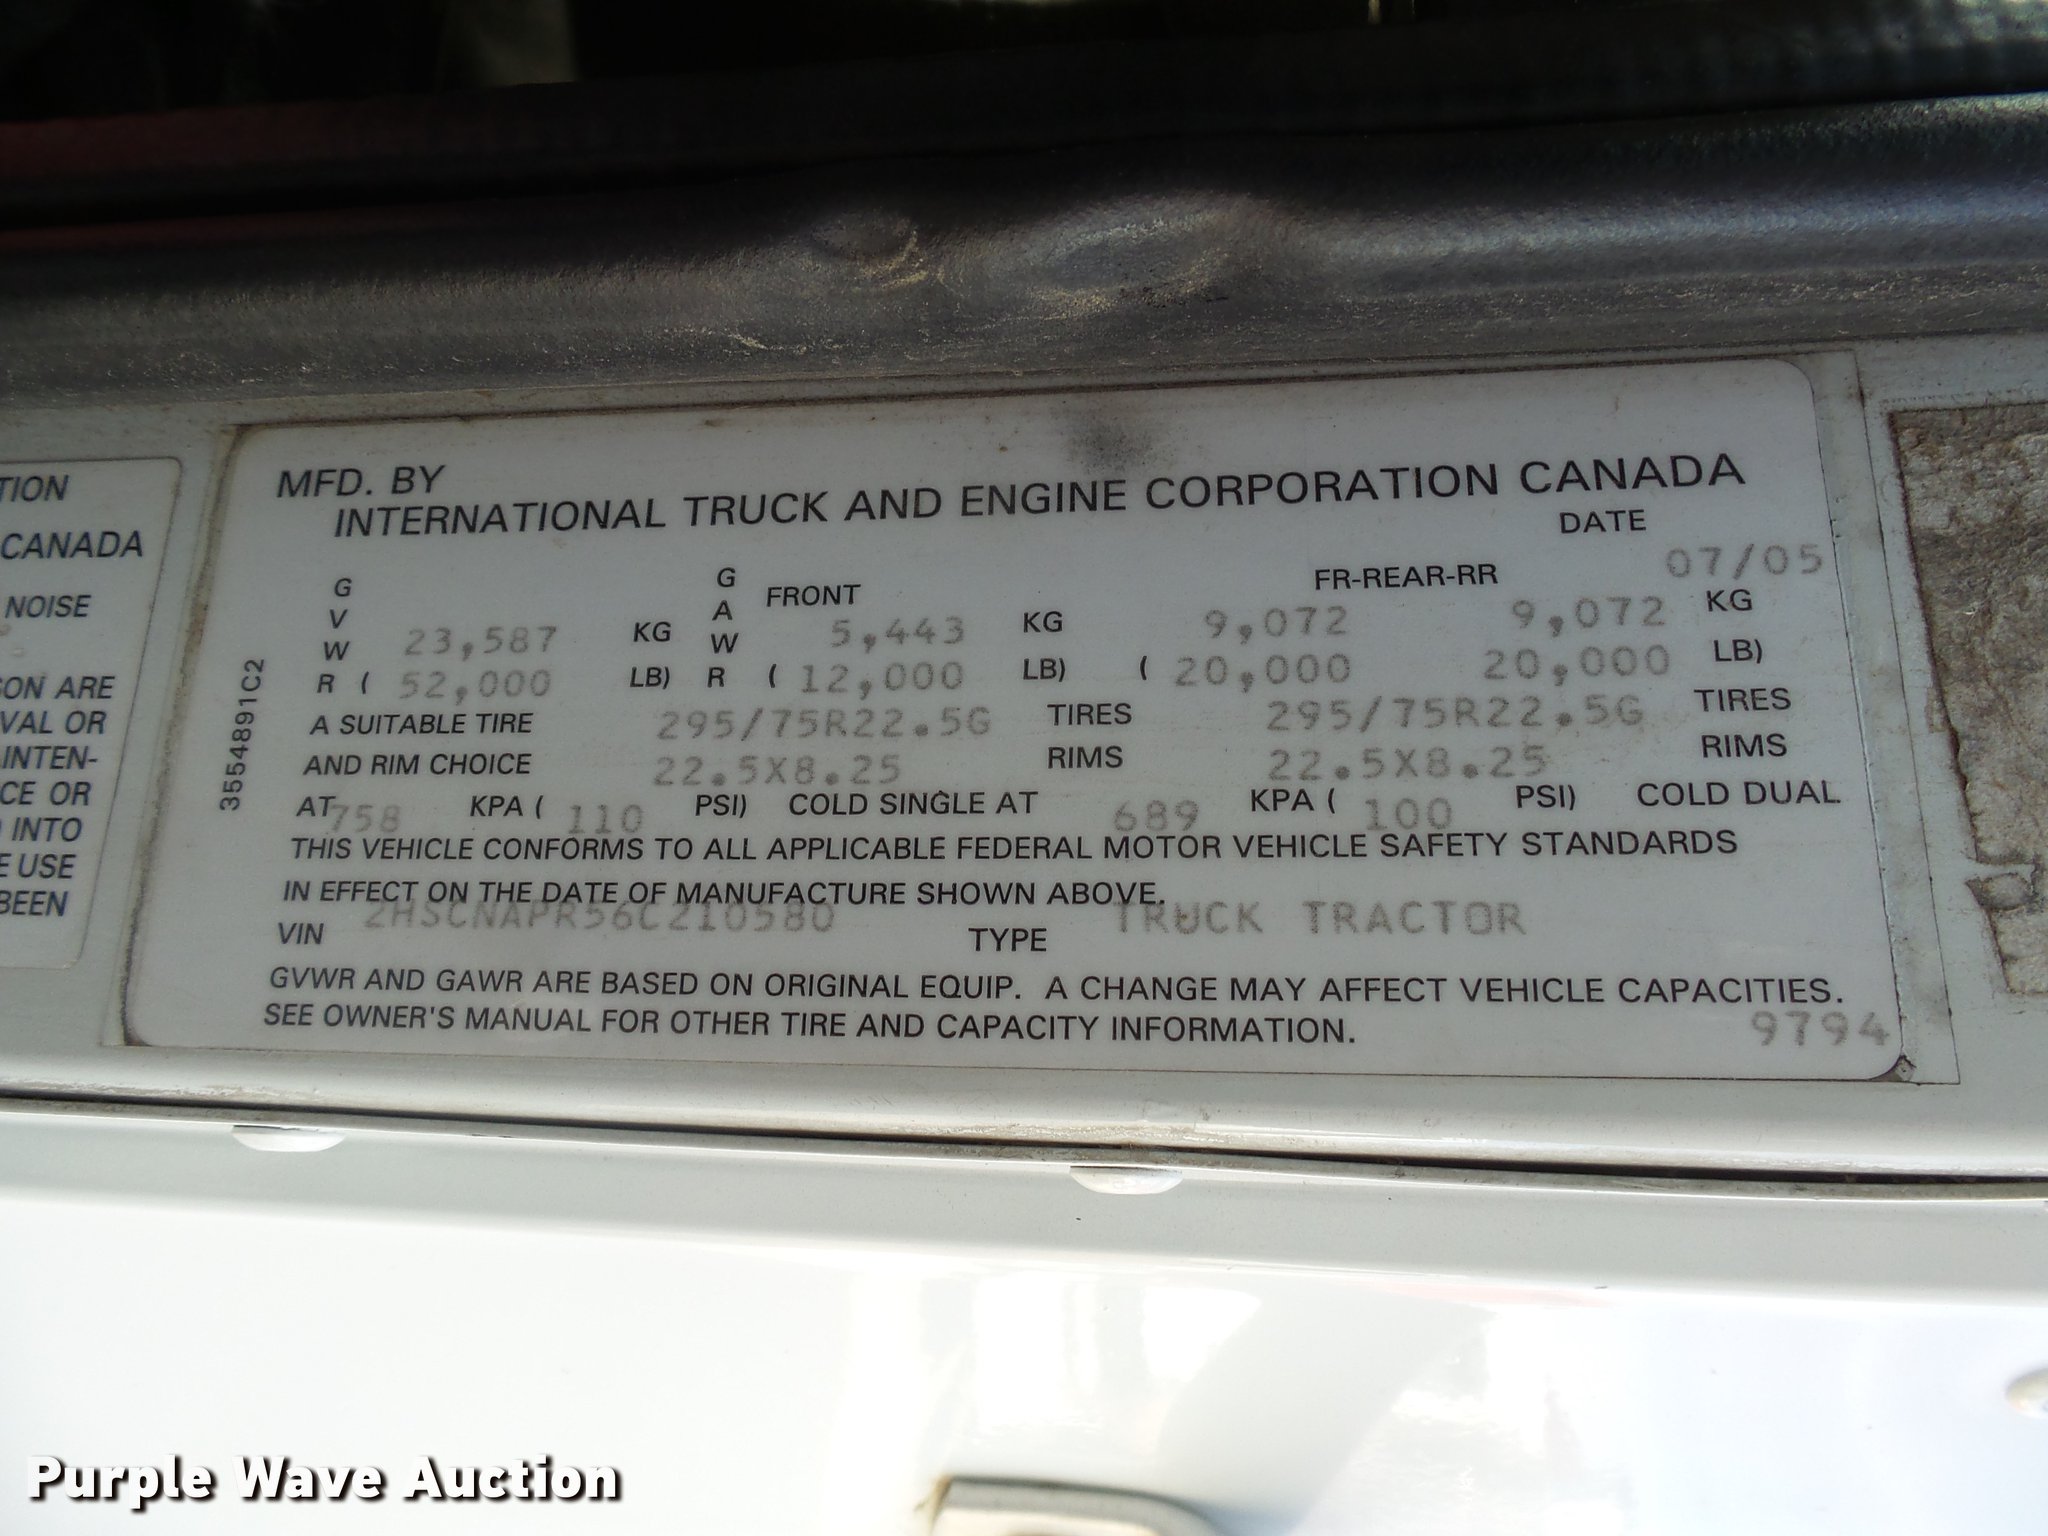 TION
CANADA
NOISE
SON ARE
VAL OR
INTEN-
CE OR
INTO
E USE
BEEN
3554891C2
MFD. BY
INTERNATIONAL TRUCK AND ENGINE CORPORATION CANADA
DATE
07/05
G V W R
23,587 KG
( 52,000 LB)
G A W R
FRONT
5,443 KG
( 12,000 LB)
FR-REAR-RR
9,072 9,072 KG
( 20,000 20,000 LB)
A SUITABLE TIRE 295/75R22.5G TIRES 295/75R22.5G TIRES
AND RIM CHOICE 22.5X8.25 RIMS 22.5X8.25 RIMS
AT 758 KPA ( 110 PSI) COLD SINGLE AT 689 KPA ( 100 PSI) COLD DUAL
THIS VEHICLE CONFORMS TO ALL APPLICABLE FEDERAL MOTOR VEHICLE SAFETY STANDARDS
IN EFFECT ON THE DATE OF MANUFACTURE SHOWN ABOVE.
VIN 2HSCNAPR56C210580 TYPE TRUCK TRACTOR
GVWR AND GAWR ARE BASED ON ORIGINAL EQUIP. A CHANGE MAY AFFECT VEHICLE CAPACITIES.
SEE OWNER'S MANUAL FOR OTHER TIRE AND CAPACITY INFORMATION.
9794
Purple Wave Auction